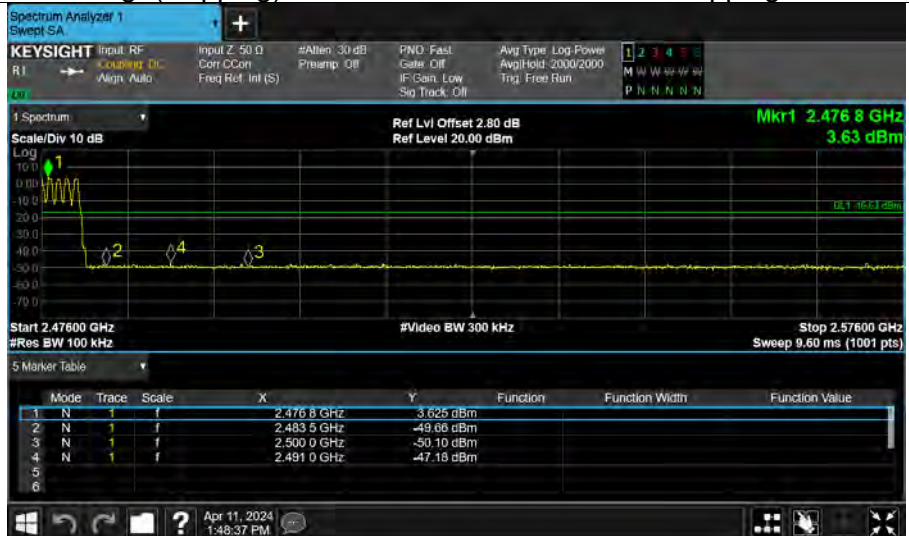 Spectrum Analyzer 1
Swept SA
+
KEYSIGHT Input: RF Input Z: 50 Ω #Atten: 30 dB PNO: Fast Avg Type: Log-Power 1 2 3 4 5 6
R L Coupling: DC Corr CCorr Preamp: Off Gate: Off Avg|Hold: 2000/2000 M W W W W W
Align: Auto Freq Ref: Int (S) IF Gain: Low Trig: Free Run
Sig Track: Off P N N N N N
1 Spectrum Ref Lvl Offset 2.80 dB Mkr1 2.476 8 GHz
Scale/Div 10 dB Ref Level 20.00 dBm 3.63 dBm
Log
10.0
0.00
-10.0
-20.0
-30.0
-40.0
-50.0
-60.0
-70.0
1
2
4
3
Start 2.47600 GHz #Video BW 300 kHz Stop 2.57600 GHz
#Res BW 100 kHz Sweep 9.60 ms (1001 pts)
5 Marker Table
Mode Trace Scale X Y Function Function Width Function Value
1 N 1 f 2.476 8 GHz 3.625 dBm
2 N 1 f 2.483 5 GHz -49.66 dBm
3 N 1 f 2.500 0 GHz -50.10 dBm
4 N 1 f 2.491 0 GHz -47.18 dBm
5
6
? Apr 11, 2024
1:48:37 PM